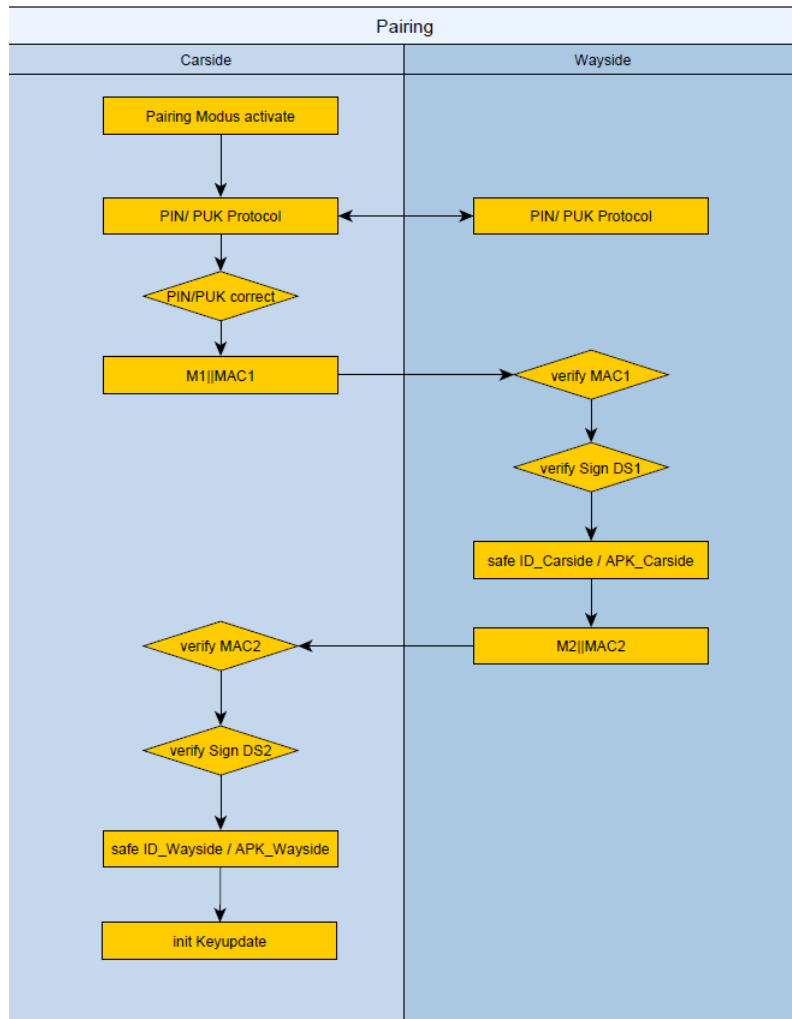 Pairing
Carside
Wayside
Pairing Modus activate
PIN/ PUK Protocol
PIN/ PUK Protocol
PIN/PUK correct
M1||MAC1
verify MAC1
verify Sign DS1
safe ID_Carside / APK_Carside
M2||MAC2
verify MAC2
verify Sign DS2
safe ID_Wayside / APK_Wayside
init Keyupdate